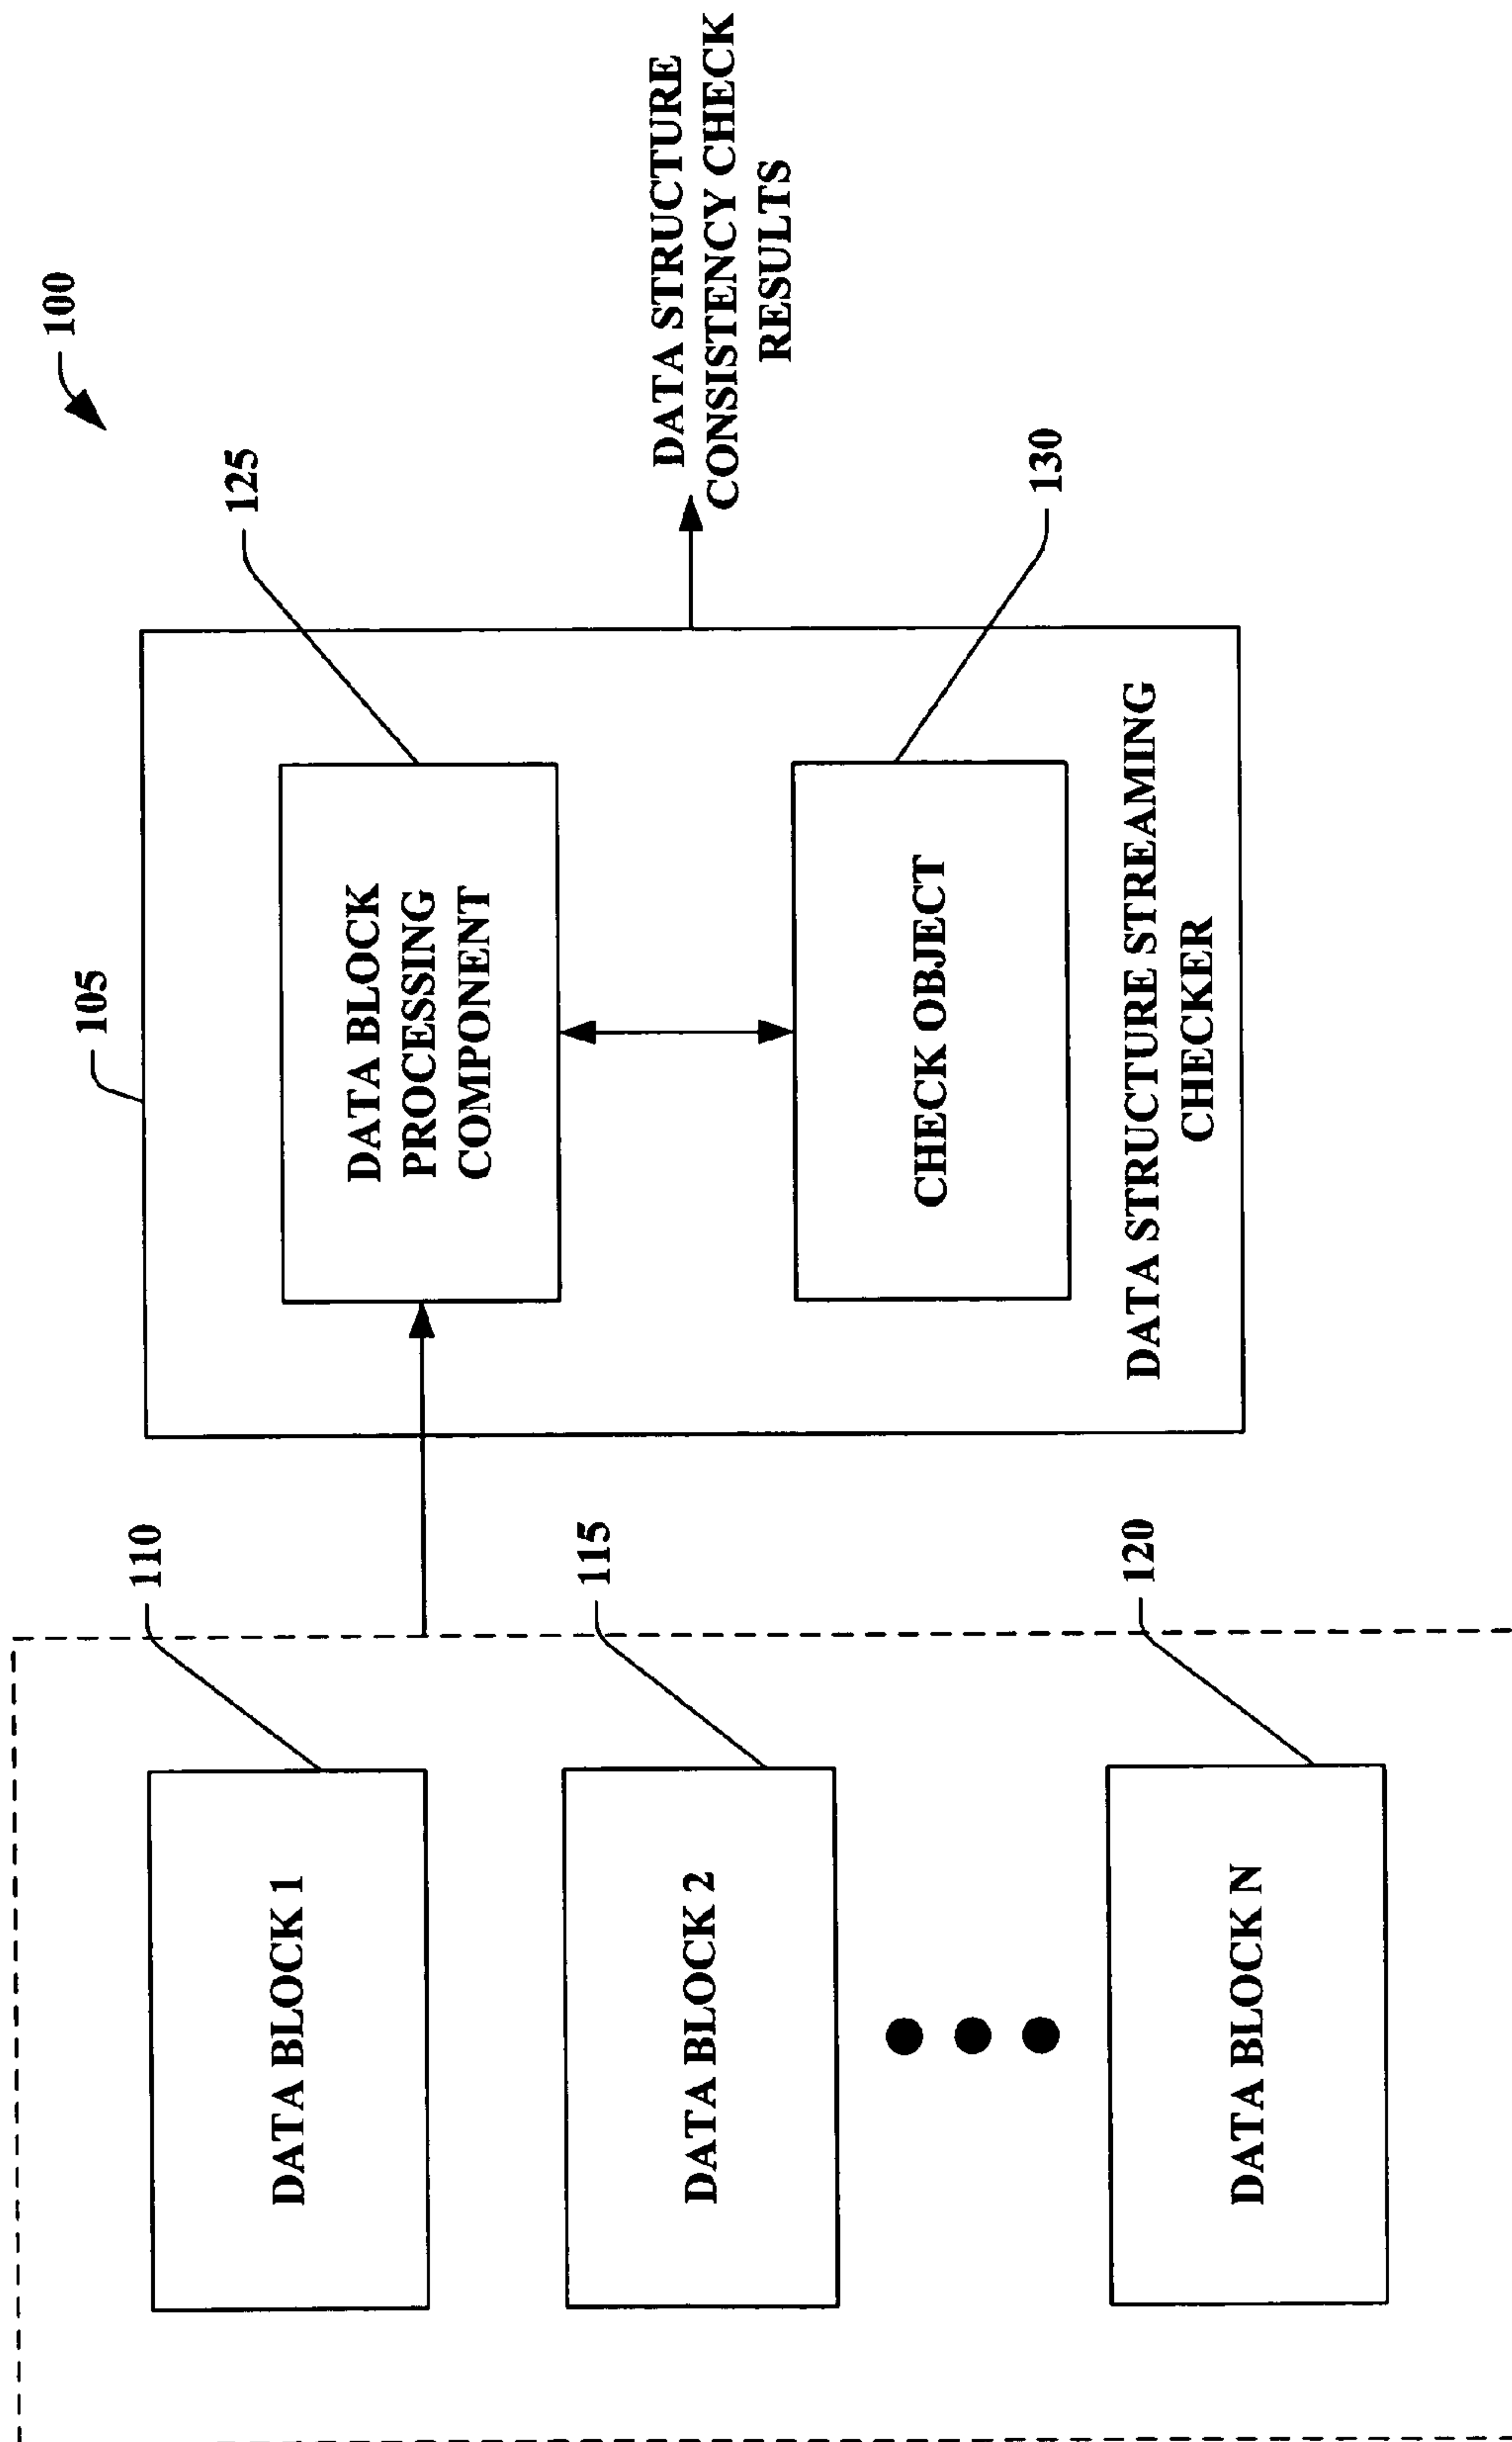 100
110
DATA BLOCK 1
115
DATA BLOCK 2
120
DATA BLOCK N
105
125
DATA BLOCK
PROCESSING
COMPONENT
130
CHECK OBJECT
DATA STRUCTURE STREAMING
CHECKER
DATA STRUCTURE
CONSISTENCY CHECK
RESULTS